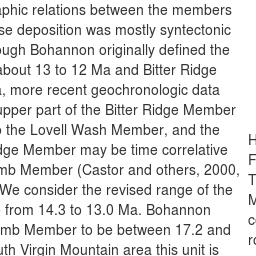 phic relations between the members
se deposition was mostly syntectonic
ough Bohannon originally defined the
about 13 to 12 Ma and Bitter Ridge
, more recent geochronologic data
upper part of the Bitter Ridge Member
o the Lovell Wash Member, and the
dge Member may be time correlative
mb Member (Castor and others, 2000,
We consider the revised range of the
from 14.3 to 13.0 Ma. Bohannon
omb Member to be between 17.2 and
uth Virgin Mountain area this unit is
H
F
T
M
c
r